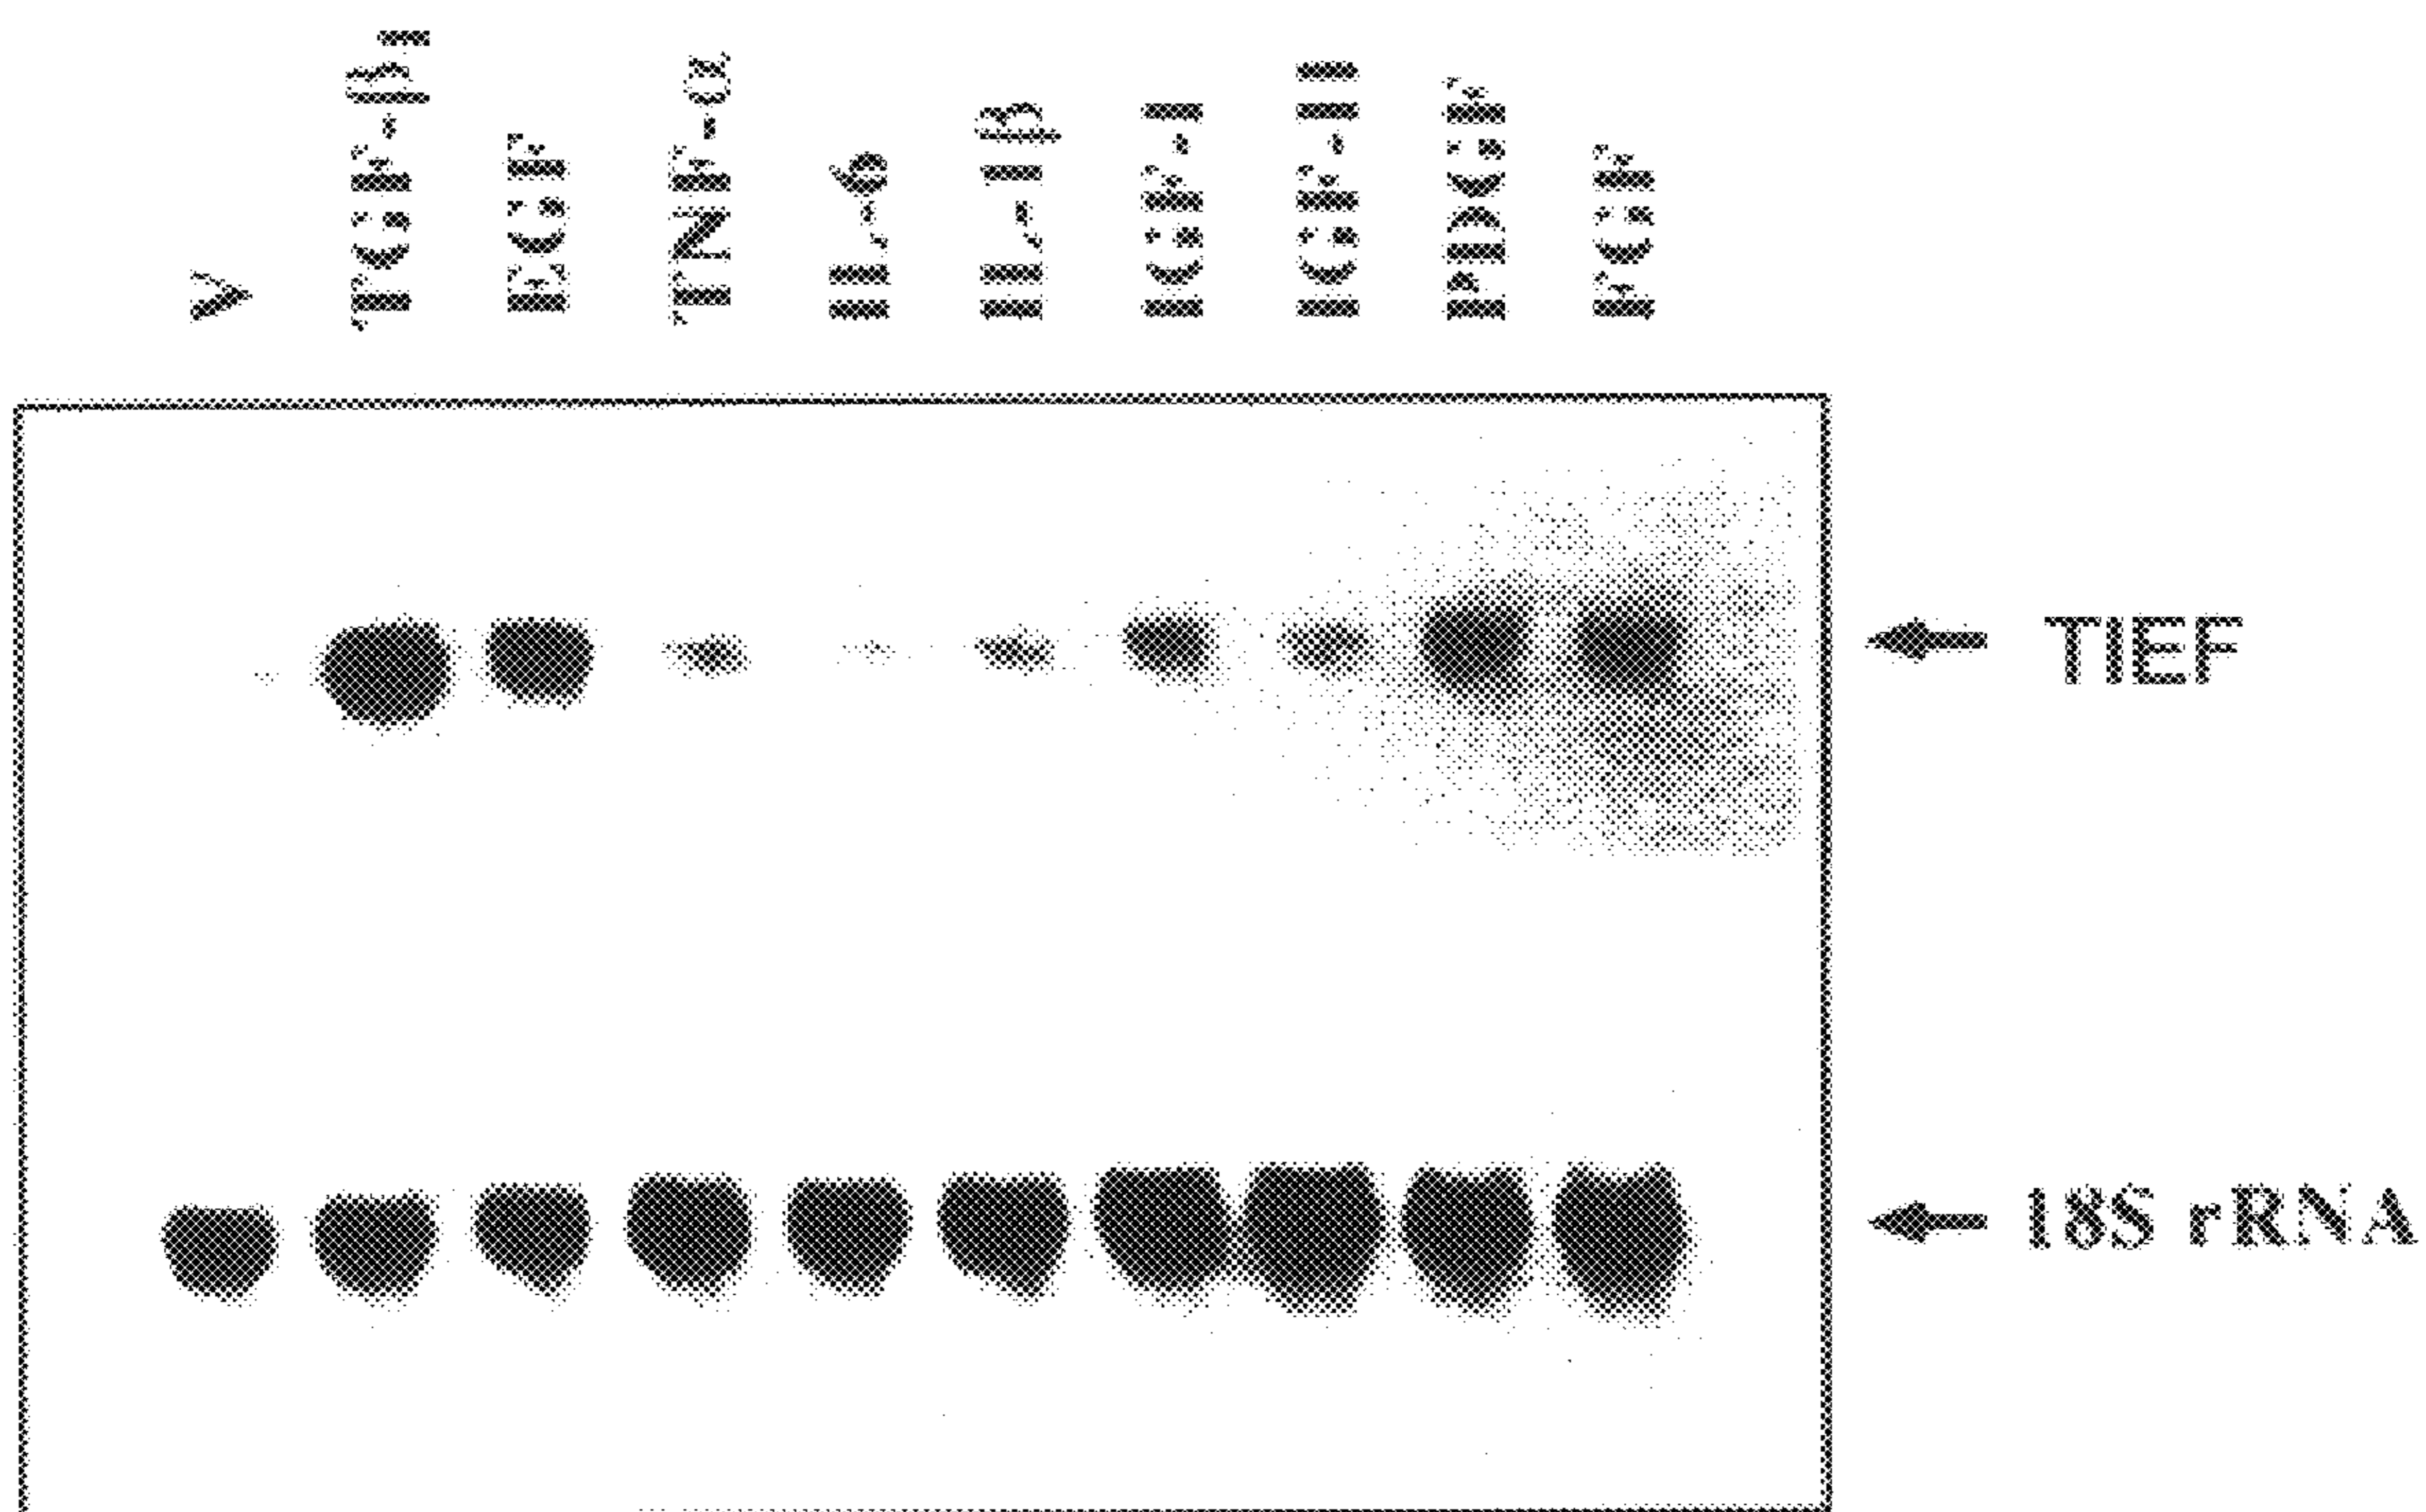 V
TGF-β1
EGF
TNF-α
IL-6
IL-1β
IGF-I
IGF-II
PDGF
FGF
TIEF
18S rRNA